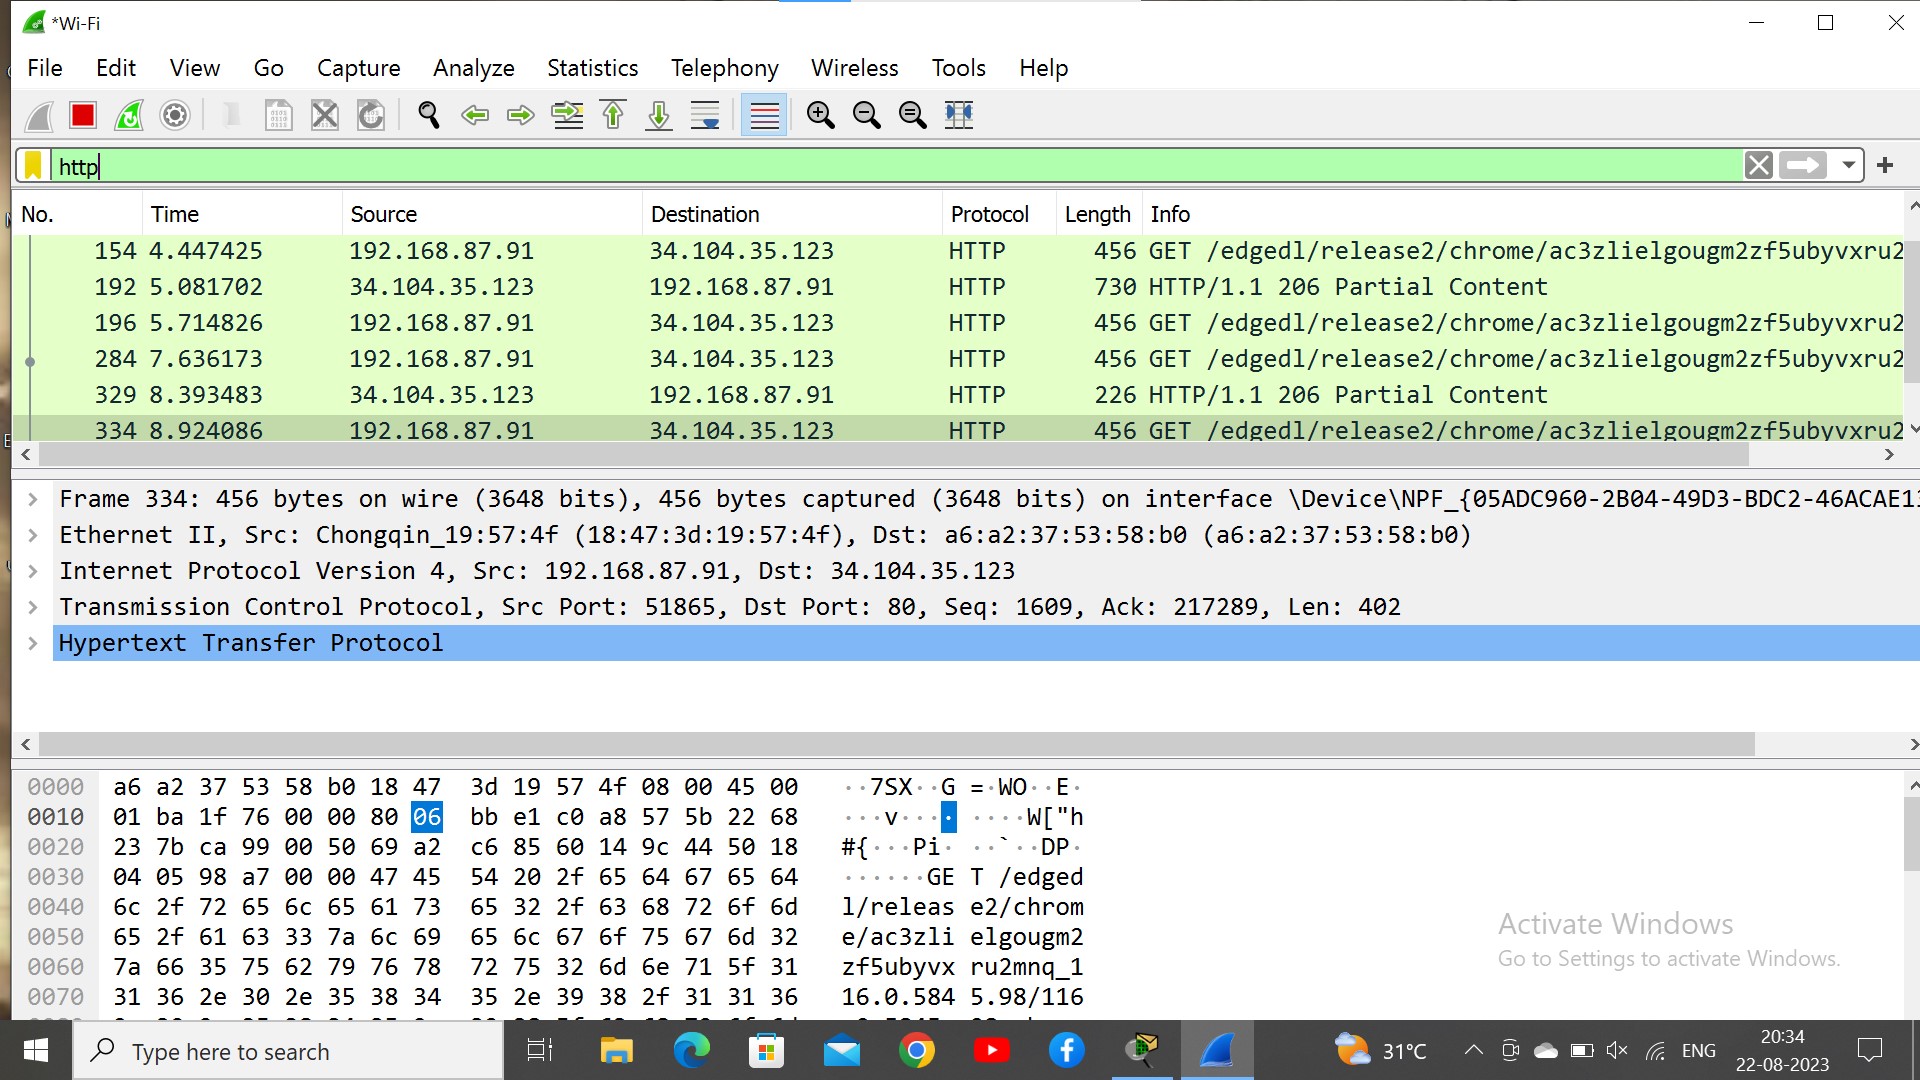 *Wi-Fi
File Edit View Go Capture Analyze Statistics Telephony Wireless Tools Help
http
No. Time Source Destination Protocol Length Info
154 4.447425 192.168.87.91 34.104.35.123 HTTP 456 GET /edgedl/release2/chrome/ac3zlielgougm2zf5ubyvxru2
192 5.081702 34.104.35.123 192.168.87.91 HTTP 730 HTTP/1.1 206 Partial Content
196 5.714826 192.168.87.91 34.104.35.123 HTTP 456 GET /edgedl/release2/chrome/ac3zlielgougm2zf5ubyvxru2
284 7.636173 192.168.87.91 34.104.35.123 HTTP 456 GET /edgedl/release2/chrome/ac3zlielgougm2zf5ubyvxru2
329 8.393483 34.104.35.123 192.168.87.91 HTTP 226 HTTP/1.1 206 Partial Content
334 8.924086 192.168.87.91 34.104.35.123 HTTP 456 GET /edgedl/release2/chrome/ac3zlielgougm2zf5ubyvxru2
Frame 334: 456 bytes on wire (3648 bits), 456 bytes captured (3648 bits) on interface \Device\NPF_{05ADC960-2B04-49D3-BDC2-46ACAE13
Ethernet II, Src: Chongqin_19:57:4f (18:47:3d:19:57:4f), Dst: a6:a2:37:53:58:b0 (a6:a2:37:53:58:b0)
Internet Protocol Version 4, Src: 192.168.87.91, Dst: 34.104.35.123
Transmission Control Protocol, Src Port: 51865, Dst Port: 80, Seq: 1609, Ack: 217289, Len: 402
Hypertext Transfer Protocol
0000 a6 a2 37 53 58 b0 18 47 3d 19 57 4f 08 00 45 00 ··7SX··G =·WO··E·
0010 01 ba 1f 76 00 00 80 06 bb e1 c0 a8 57 5b 22 68 ···v···· ····W["h
0020 23 7b ca 99 00 50 69 a2 c6 85 60 14 9c 44 50 18 #{···Pi· ··`··DP·
0030 04 05 98 a7 00 00 47 45 54 20 2f 65 64 67 65 64 ······GE T /edged
0040 6c 2f 72 65 6c 65 61 73 65 32 2f 63 68 72 6f 6d l/releas e2/chrom
0050 65 2f 61 63 33 7a 6c 69 65 6c 67 6f 75 67 6d 32 e/ac3zli elgougm2
0060 7a 66 35 75 62 79 76 78 72 75 32 6d 6e 71 5f 31 zf5ubyvx ru2mnq_1
0070 31 36 2e 30 2e 35 38 34 35 2e 39 38 2f 31 31 36 16.0.584 5.98/116
Activate Windows
Go to Settings to activate Windows.
Type here to search
31°C
ENG
20:34
22-08-2023